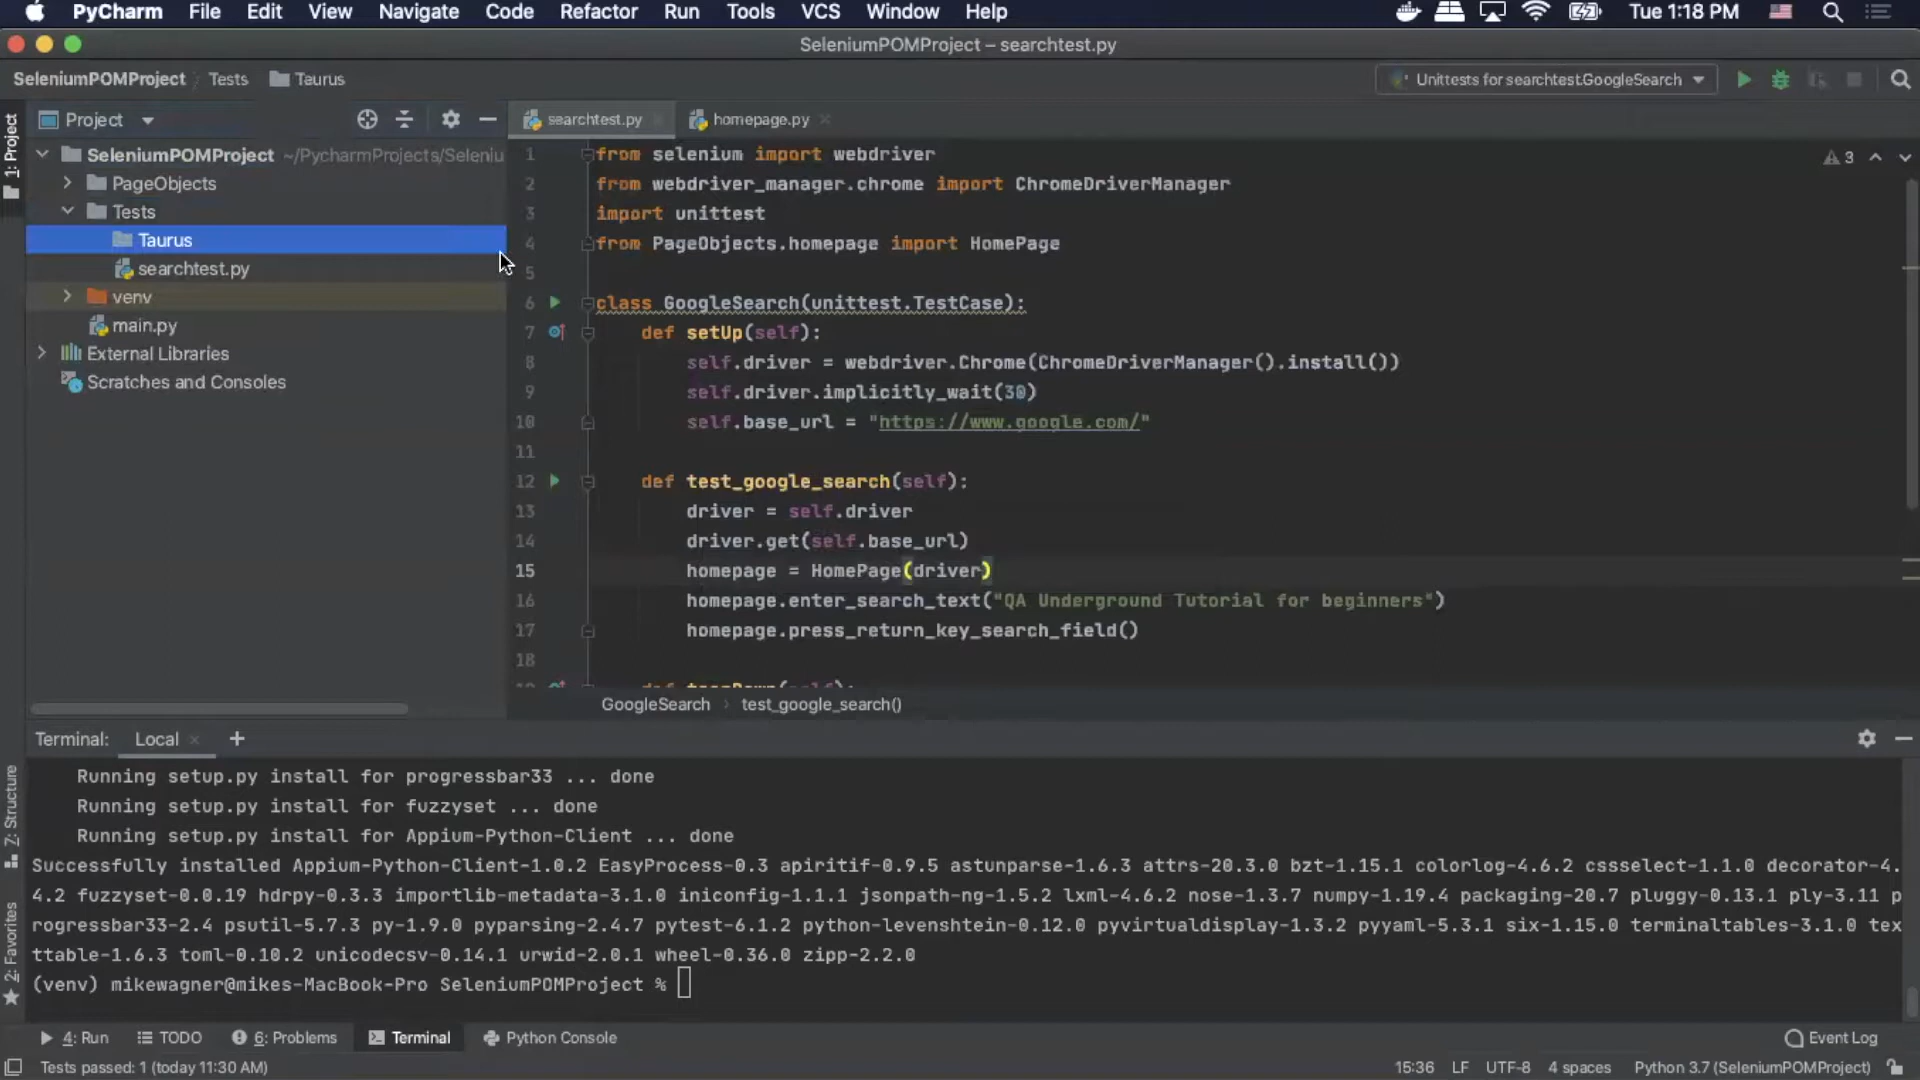 PyCharm File Edit View Navigate Code Refactor Run Tools VCS Window Help Tue 1:18 PM
SeleniumPOMProject – searchtest.py
SeleniumPOMProject Tests Taurus Unittests for searchtest.GoogleSearch
1: Project
Project
searchtest.py homepage.py
SeleniumPOMProject ~/PycharmProjects/Seleniu
PageObjects
Tests
Taurus
searchtest.py
venv
main.py
External Libraries
Scratches and Consoles
3
1 from selenium import webdriver
2 from webdriver_manager.chrome import ChromeDriverManager
3 import unittest
4 from PageObjects.homepage import HomePage
5
6 class GoogleSearch(unittest.TestCase):
7 def setUp(self):
8 self.driver = webdriver.Chrome(ChromeDriverManager().install())
9 self.driver.implicitly_wait(30)
10 self.base_url = "https://www.google.com/"
11
12 def test_google_search(self):
13 driver = self.driver
14 driver.get(self.base_url)
15 homepage = HomePage(driver)
16 homepage.enter_search_text("QA Underground Tutorial for beginners")
17 homepage.press_return_key_search_field()
18
GoogleSearch test_google_search()
Terminal: Local +
Z: Structure
2: Favorites
Running setup.py install for progressbar33 ... done
Running setup.py install for fuzzyset ... done
Running setup.py install for Appium-Python-Client ... done
Successfully installed Appium-Python-Client-1.0.2 EasyProcess-0.3 apiritif-0.9.5 astunparse-1.6.3 attrs-20.3.0 bzt-1.15.1 colorlog-4.6.2 cssselect-1.1.0 decorator-4.
4.2 fuzzyset-0.0.19 hdrpy-0.3.3 importlib-metadata-3.1.0 iniconfig-1.1.1 jsonpath-ng-1.5.2 lxml-4.6.2 nose-1.3.7 numpy-1.19.4 packaging-20.7 pluggy-0.13.1 ply-3.11 p
rogressbar33-2.4 psutil-5.7.3 py-1.9.0 pyparsing-2.4.7 pytest-6.1.2 python-levenshtein-0.12.0 pyvirtualdisplay-1.3.2 pyyaml-5.3.1 six-1.15.0 terminaltables-3.1.0 tex
ttable-1.6.3 toml-0.10.2 unicodecsv-0.14.1 urwid-2.0.1 wheel-0.36.0 zipp-2.2.0
(venv) mikewagner@mikes-MacBook-Pro SeleniumPOMProject %
4: Run TODO 6: Problems Terminal Python Console Event Log
Tests passed: 1 (today 11:30 AM) 15:36 LF UTF-8 4 spaces Python 3.7 (SeleniumPOMProject)